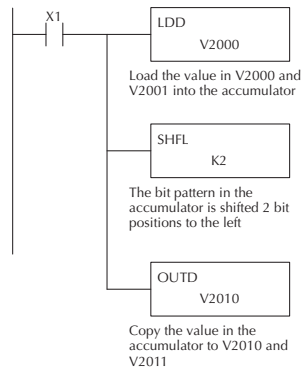 X1
LDD
V2000
Load the value in V2000 and
V2001 into the accumulator
SHFL
K2
The bit pattern in the
accumulator is shifted 2 bit
positions to the left
OUTD
V2010
Copy the value in the
accumulator to V2010 and
V2011